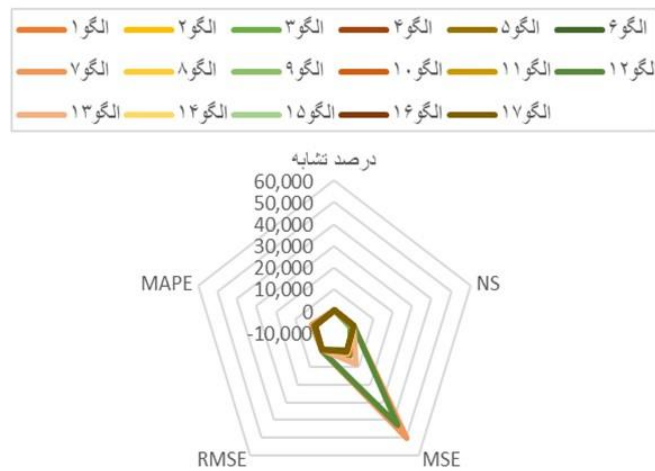 الگو۱ الگو۲ الگو۳ الگو۴ الگو۵ الگو۶
الگو۷ الگو۸ الگو۹ الگو۱۰ الگو۱۱ الگو۱۲
الگو۱۳ الگو۱۴ الگو۱۵ الگو۱۶ الگو۱۷
درصد تشابه
60,000
50,000
40,000
30,000
20,000
10,000
0
-10,000
MAPE
NS
RMSE
MSE